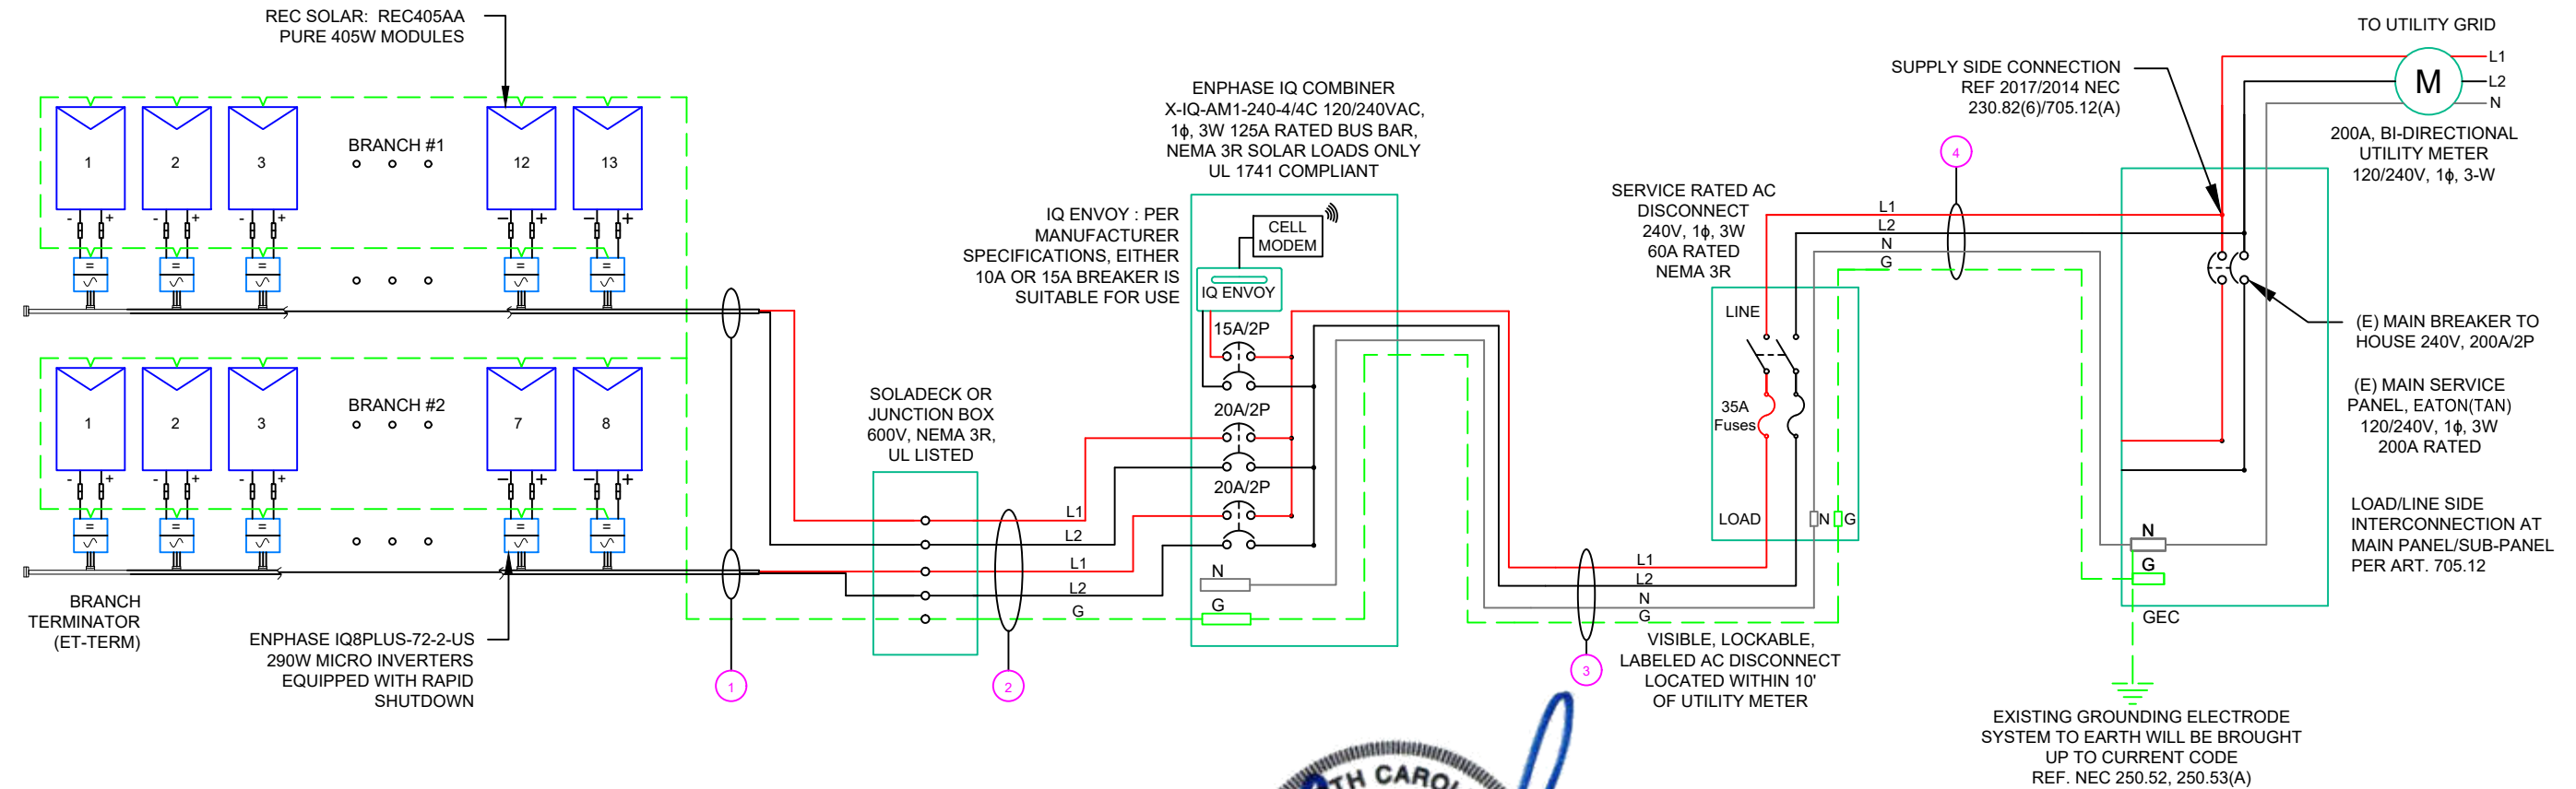 REC SOLAR: REC405AA
PURE 405W MODULES
1
2
3
BRANCH #1
12
13
- +
- +
- +
- +
- +
=
=
=
=
=
1
2
3
BRANCH #2
7
8
- +
- +
- +
- +
- +
=
=
=
=
=
BRANCH
TERMINATOR
(ET-TERM)
ENPHASE IQ8PLUS-72-2-US
290W MICRO INVERTERS
EQUIPPED WITH RAPID
SHUTDOWN
1
SOLADECK OR
JUNCTION BOX
600V, NEMA 3R,
UL LISTED
L1
L2
L1
L2
G
2
ENPHASE IQ COMBINER
X-IQ-AM1-240-4/4C 120/240VAC,
1ϕ, 3W 125A RATED BUS BAR,
NEMA 3R SOLAR LOADS ONLY
UL 1741 COMPLIANT
IQ ENVOY : PER
MANUFACTURER
SPECIFICATIONS, EITHER
10A OR 15A BREAKER IS
SUITABLE FOR USE
CELL
MODEM
IQ ENVOY
15A/2P
20A/2P
20A/2P
N
G
L1
L2
N
G
3
SERVICE RATED AC
DISCONNECT
240V, 1ϕ, 3W
60A RATED
NEMA 3R
LINE
35A
Fuses
LOAD
N
G
VISIBLE, LOCKABLE,
LABELED AC DISCONNECT
LOCATED WITHIN 10'
OF UTILITY METER
4
L1
L2
N
G
SUPPLY SIDE CONNECTION
REF 2017/2014 NEC
230.82(6)/705.12(A)
TO UTILITY GRID
M
L1
L2
N
200A, BI-DIRECTIONAL
UTILITY METER
120/240V, 1ϕ, 3-W
(E) MAIN BREAKER TO
HOUSE 240V, 200A/2P
(E) MAIN SERVICE
PANEL, EATON(TAN)
120/240V, 1ϕ, 3W
200A RATED
LOAD/LINE SIDE
INTERCONNECTION AT
MAIN PANEL/SUB-PANEL
PER ART. 705.12
N
G
GEC
EXISTING GROUNDING ELECTRODE
SYSTEM TO EARTH WILL BE BROUGHT
UP TO CURRENT CODE
REF. NEC 250.52, 250.53(A)